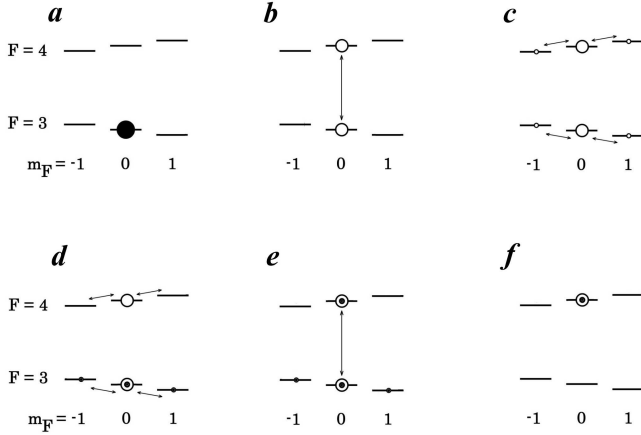 a b c
F = 4
F = 3
m_F = -1 0 1 -1 0 1 -1 0 1
d e f
F = 4
F = 3
m_F = -1 0 1 -1 0 1 -1 0 1